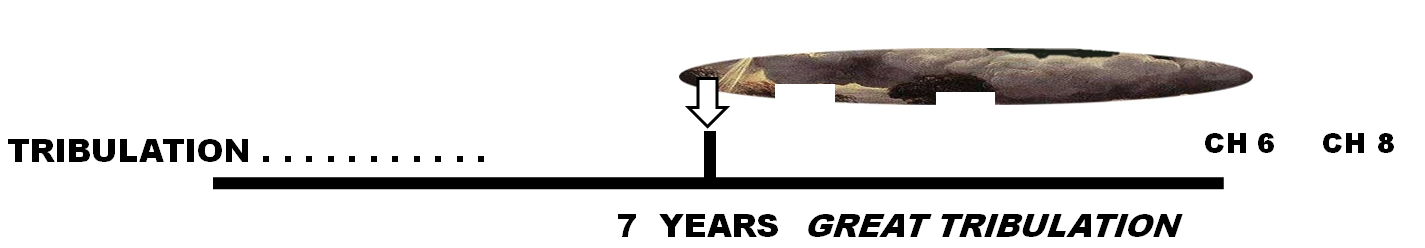 TRIBULATION . . . . . . . . . . .
CH 6 CH 8
7 YEARS GREAT TRIBULATION